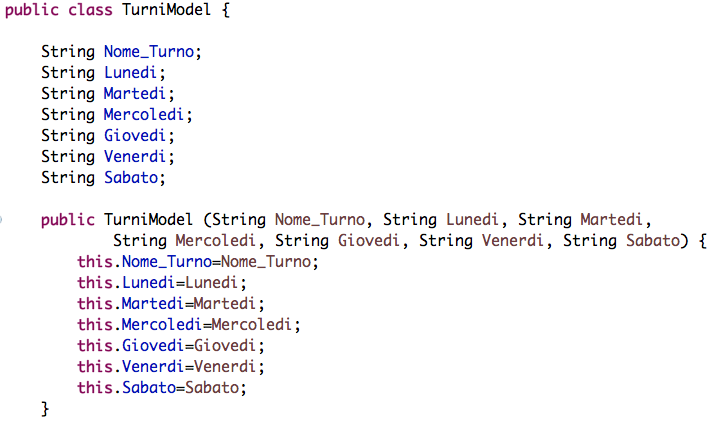 public class TurniModel {
String Nome_Turno;
String Lunedi;
String Martedi;
String Mercoledi;
String Giovedi;
String Venerdi;
String Sabato;
public TurniModel (String Nome_Turno, String Lunedi, String Martedi,
String Mercoledi, String Giovedi, String Venerdi, String Sabato) {
this.Nome_Turno=Nome_Turno;
this.Lunedi=Lunedi;
this.Martedi=Martedi;
this.Mercoledi=Mercoledi;
this.Giovedi=Giovedi;
this.Venerdi=Venerdi;
this.Sabato=Sabato;
}